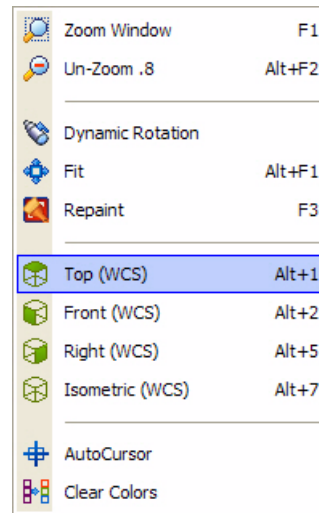 Zoom Window F1
Un-Zoom .8 Alt+F2
Dynamic Rotation
Fit Alt+F1
Repaint F3
Top (WCS) Alt+1
Front (WCS) Alt+2
Right (WCS) Alt+5
Isometric (WCS) Alt+7
AutoCursor
Clear Colors